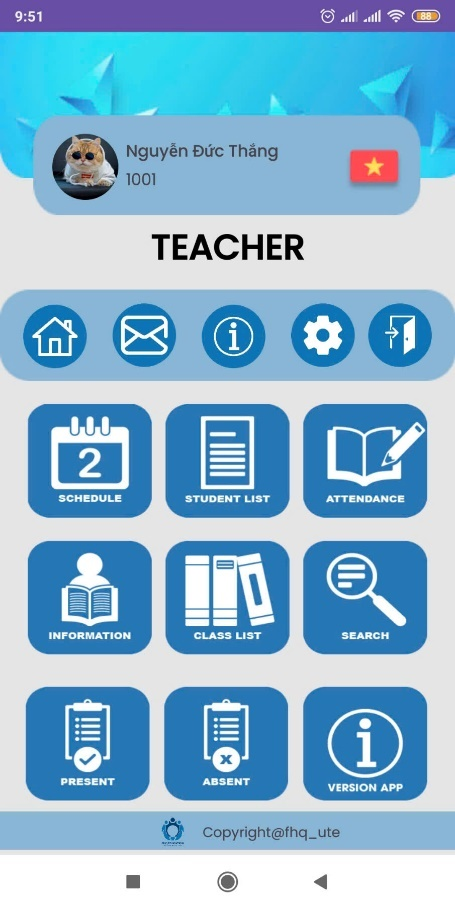 9:51
88
Nguyễn Đức Thắng
1001
TEACHER
2
SCHEDULE
STUDENT LIST
ATTENDANCE
INFORMATION
CLASS LIST
SEARCH
PRESENT
ABSENT
VERSION APP
Copyright@fhq_ute